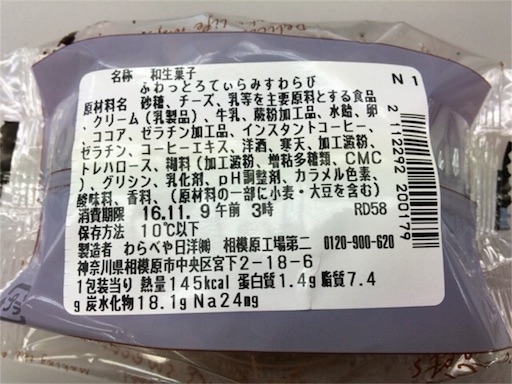 名称 和生菓子
ふわっとろてぃらみすわらび
原材料名 砂糖、チーズ、乳等を主要原料とする食品
、クリーム(乳製品)、牛乳、蕨粉加工品、水飴、卵
、ココア、ゼラチン加工品、インスタントコーヒー、
ゼラチン、コーヒーエキス、洋酒、寒天、加工澱粉、
トレハロース、糊料(加工澱粉、増粘多糖類、CMC
)、グリシン、乳化剤、pH調整剤、カラメル色素、
酸味料、香料、(原材料の一部に小麦・大豆を含む)
消費期限 16.11.9午前 3時 RD58
保存方法 10℃以下
製造者 わらべや日洋㈱ 相模原工場第二 0120-900-620
神奈川県相模原市中央区宮下2-18-6
1包装当り 熱量145kcal 蛋白質1.4g 脂質7.4
g 炭水化物18.1g Na24mg
N1
2 112292 200179